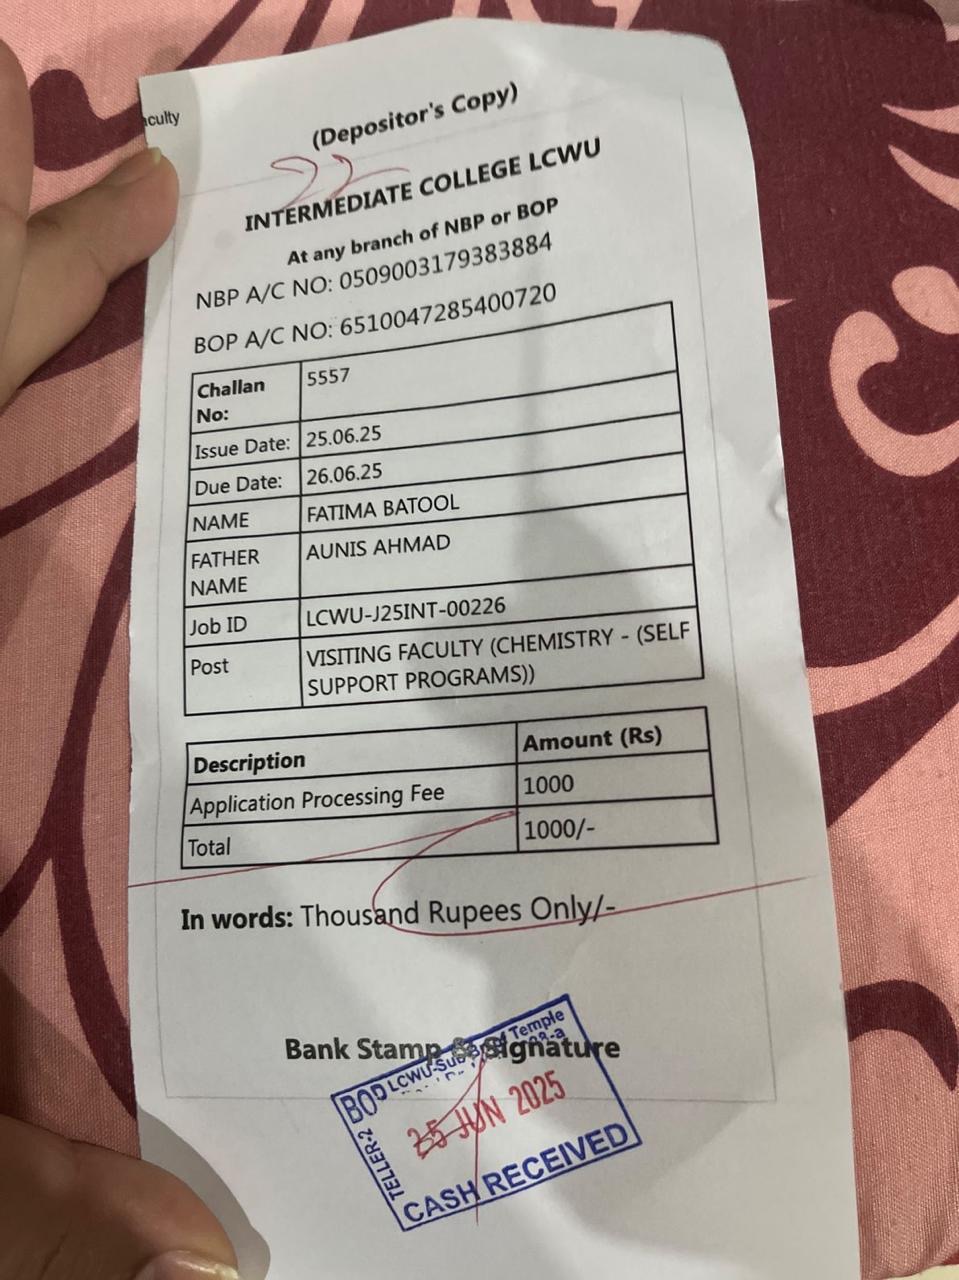 aculty
(Depositor's Copy)
22
INTERMEDIATE COLLEGE LCWU
At any branch of NBP or BOP
NBP A/C NO: 0509003179383884
BOP A/C NO: 6510047285400720
Challan No: 5557
Issue Date: 25.06.25
Due Date: 26.06.25
NAME FATIMA BATOOL
FATHER NAME AUNIS AHMAD
Job ID LCWU-J25INT-00226
Post VISITING FACULTY (CHEMISTRY - (SELF
SUPPORT PROGRAMS))
Description Amount (Rs)
Application Processing Fee 1000
Total 1000/-
In words: Thousand Rupees Only/-
Bank Stamp & Signature
LCWU-Sub Temple
TELLER-2
25 JUN 2025
CASH RECEIVED